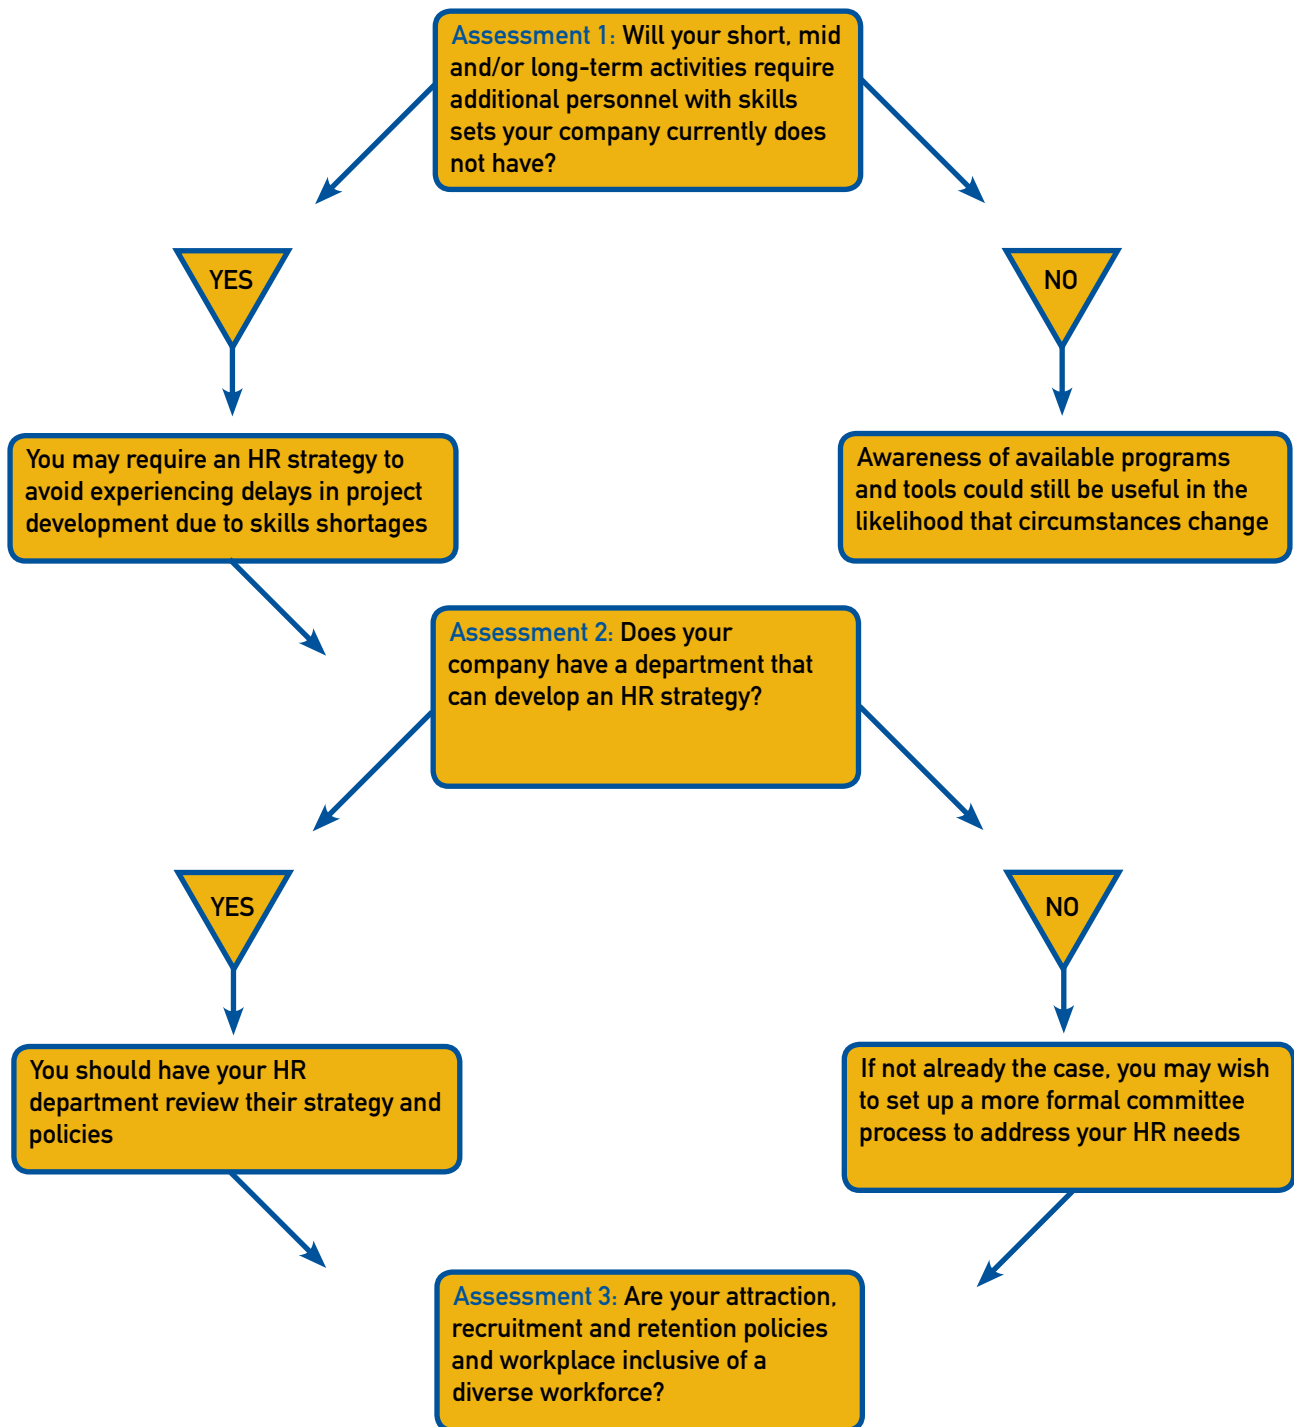 Assessment 1: Will your short, mid
and/or long-term activities require
additional personnel with skills
sets your company currently does
not have?
YES
NO
You may require an HR strategy to
avoid experiencing delays in project
development due to skills shortages
Awareness of available programs
and tools could still be useful in the
likelihood that circumstances change
Assessment 2: Does your
company have a department that
can develop an HR strategy?
YES
NO
You should have your HR
department review their strategy and
policies
If not already the case, you may wish
to set up a more formal committee
process to address your HR needs
Assessment 3: Are your attraction,
recruitment and retention policies
and workplace inclusive of a
diverse workforce?